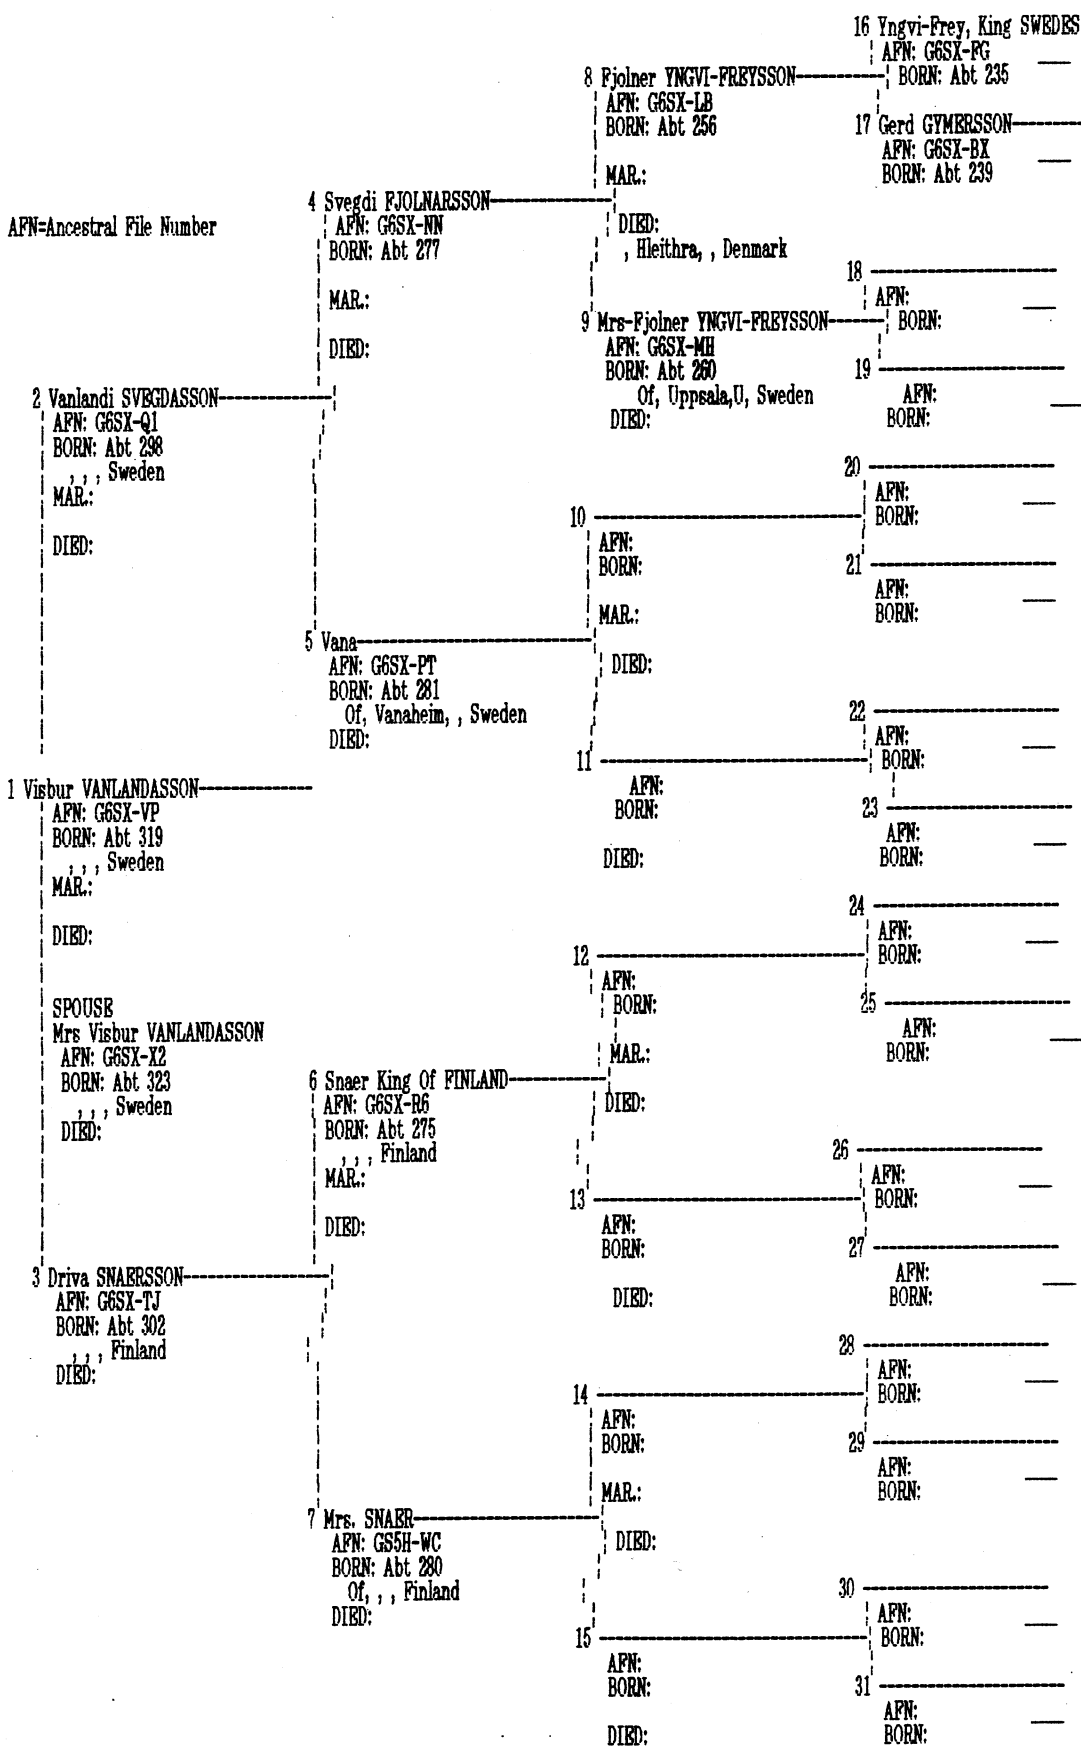 AFN=Ancestral File Number
1 Visbur VANLANDASSON
AFN: G6SX-VP
BORN: Abt 319
, , , Sweden
MAR.:
DIED:
SPOUSE
Mrs Visbur VANLANDASSON
AFN: G6SX-X2
BORN: Abt 323
, , , Sweden
DIED:
2 Vanlandi SVEGDASSON
AFN: G6SX-Q1
BORN: Abt 298
, , , Sweden
MAR.:
DIED:
3 Driva SNAERSSON
AFN: G6SX-TJ
BORN: Abt 302
, , , Finland
DIED:
4 Svegdi FJOLNARSSON
AFN: G6SX-NN
BORN: Abt 277
MAR.:
DIED:
5 Vana
AFN: G6SX-PT
BORN: Abt 281
Of, Vanaheim, , Sweden
DIED:
6 Snaer King Of FINLAND
AFN: G6SX-R6
BORN: Abt 275
, , , Finland
MAR.:
DIED:
7 Mrs. SNAER
AFN: GS5H-WC
BORN: Abt 280
Of, , , Finland
DIED:
8 Fjolner YNGVI-FREYSSON
AFN: G6SX-LB
BORN: Abt 256
MAR.:
DIED:
, Hleithra, , Denmark
9 Mrs-Fjolner YNGVI-FREYSSON
AFN: G6SX-MH
BORN: Abt 260
Of, Uppsala,U, Sweden
DIED:
10
AFN:
BORN:
MAR.:
DIED:
11
AFN:
BORN:
DIED:
12
AFN:
BORN:
MAR.:
DIED:
13
AFN:
BORN:
DIED:
14
AFN:
BORN:
MAR.:
DIED:
15
AFN:
BORN:
DIED:
16 Yngvi-Frey, King SWEDES
AFN: G6SX-FG
BORN: Abt 235
17 Gerd GYMERSSON
AFN: G6SX-BX
BORN: Abt 239
18
AFN:
BORN:
19
AFN:
BORN:
20
AFN:
BORN:
21
AFN:
BORN:
22
AFN:
BORN:
23
AFN:
BORN:
24
AFN:
BORN:
25
AFN:
BORN:
26
AFN:
BORN:
27
AFN:
BORN:
28
AFN:
BORN:
29
AFN:
BORN:
30
AFN:
BORN:
31
AFN:
BORN: